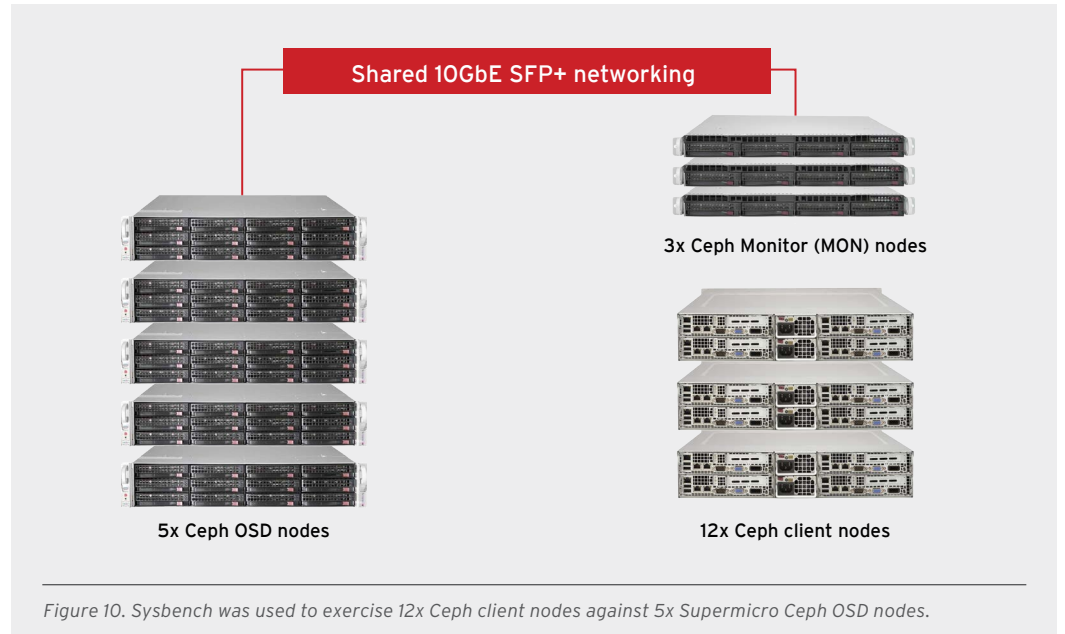 Shared 10GbE SFP+ networking
3x Ceph Monitor (MON) nodes
5x Ceph OSD nodes
12x Ceph client nodes
Figure 10. Sysbench was used to exercise 12x Ceph client nodes against 5x Supermicro Ceph OSD nodes.